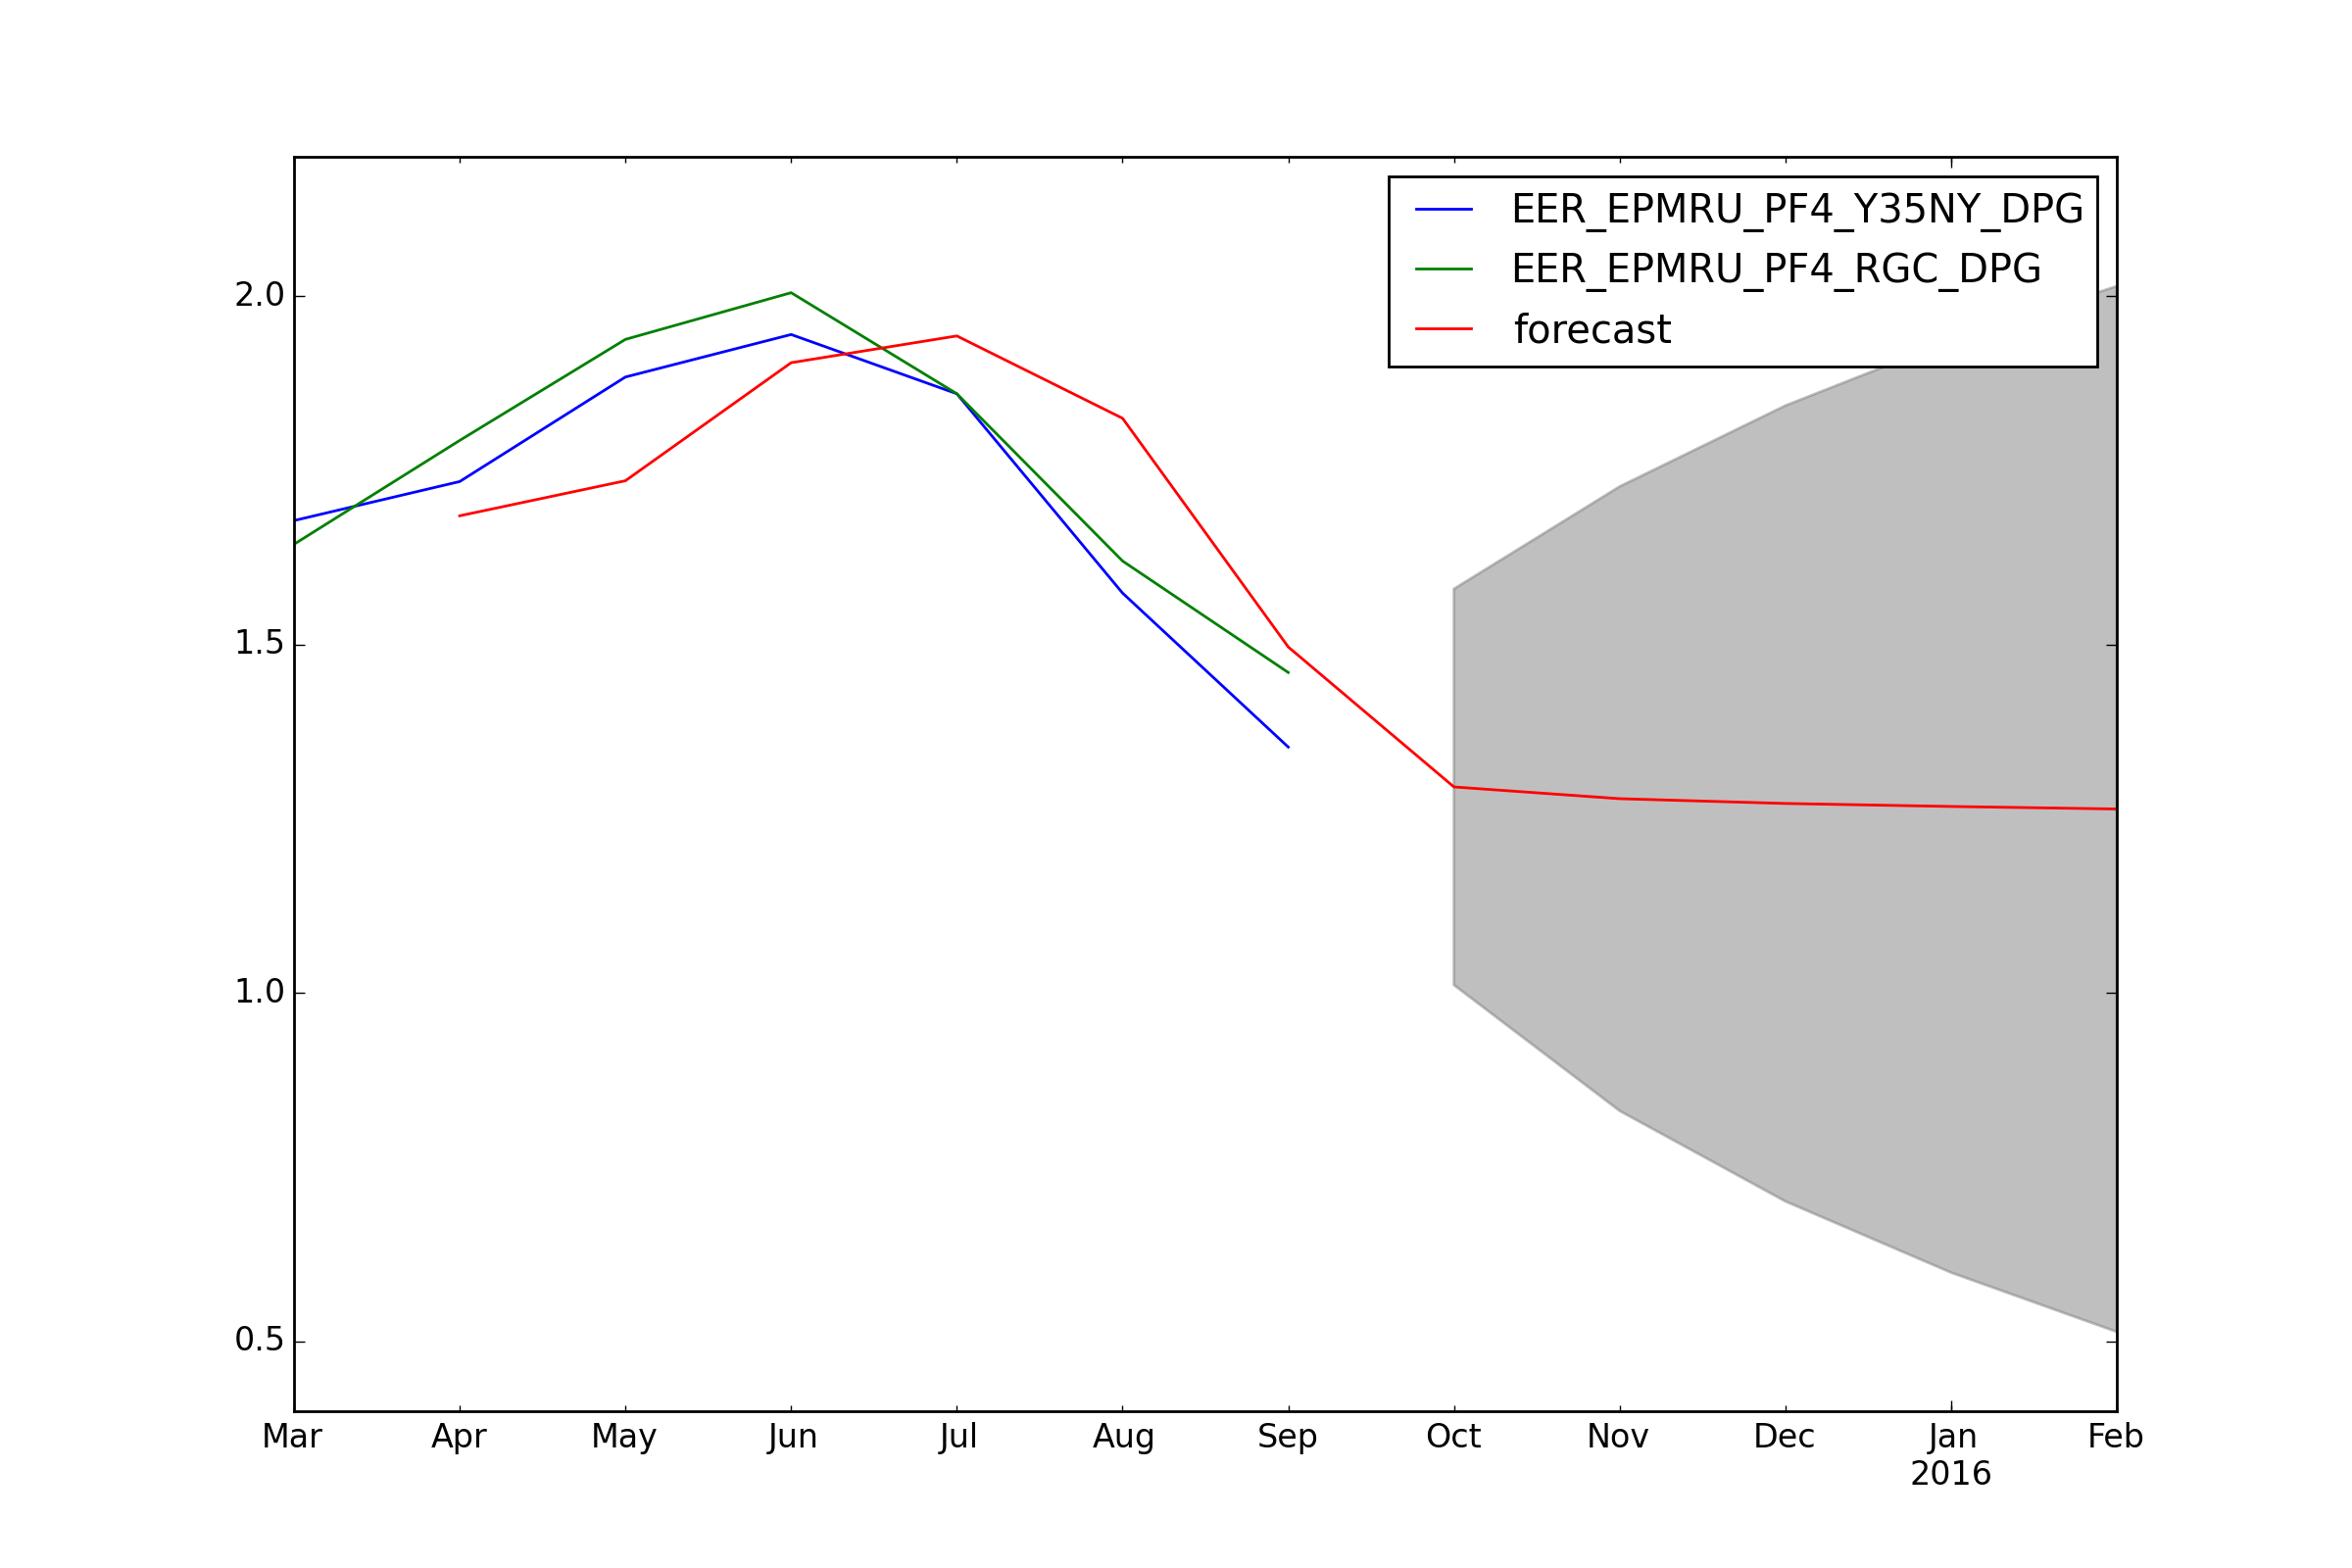 EER_EPMRU_PF4_Y35NY_DPG
EER_EPMRU_PF4_RGC_DPG
forecast
2.0
1.5
1.0
0.5
Mar Apr May Jun Jul Aug Sep Oct Nov Dec Jan Feb
2016